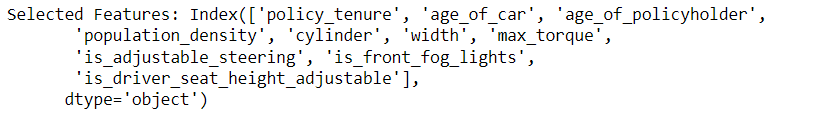 Selected Features: Index(['policy_tenure', 'age_of_car', 'age_of_policyholder',
'population_density', 'cylinder', 'width', 'max_torque',
'is_adjustable_steering', 'is_front_fog_lights',
'is_driver_seat_height_adjustable'],
dtype='object')